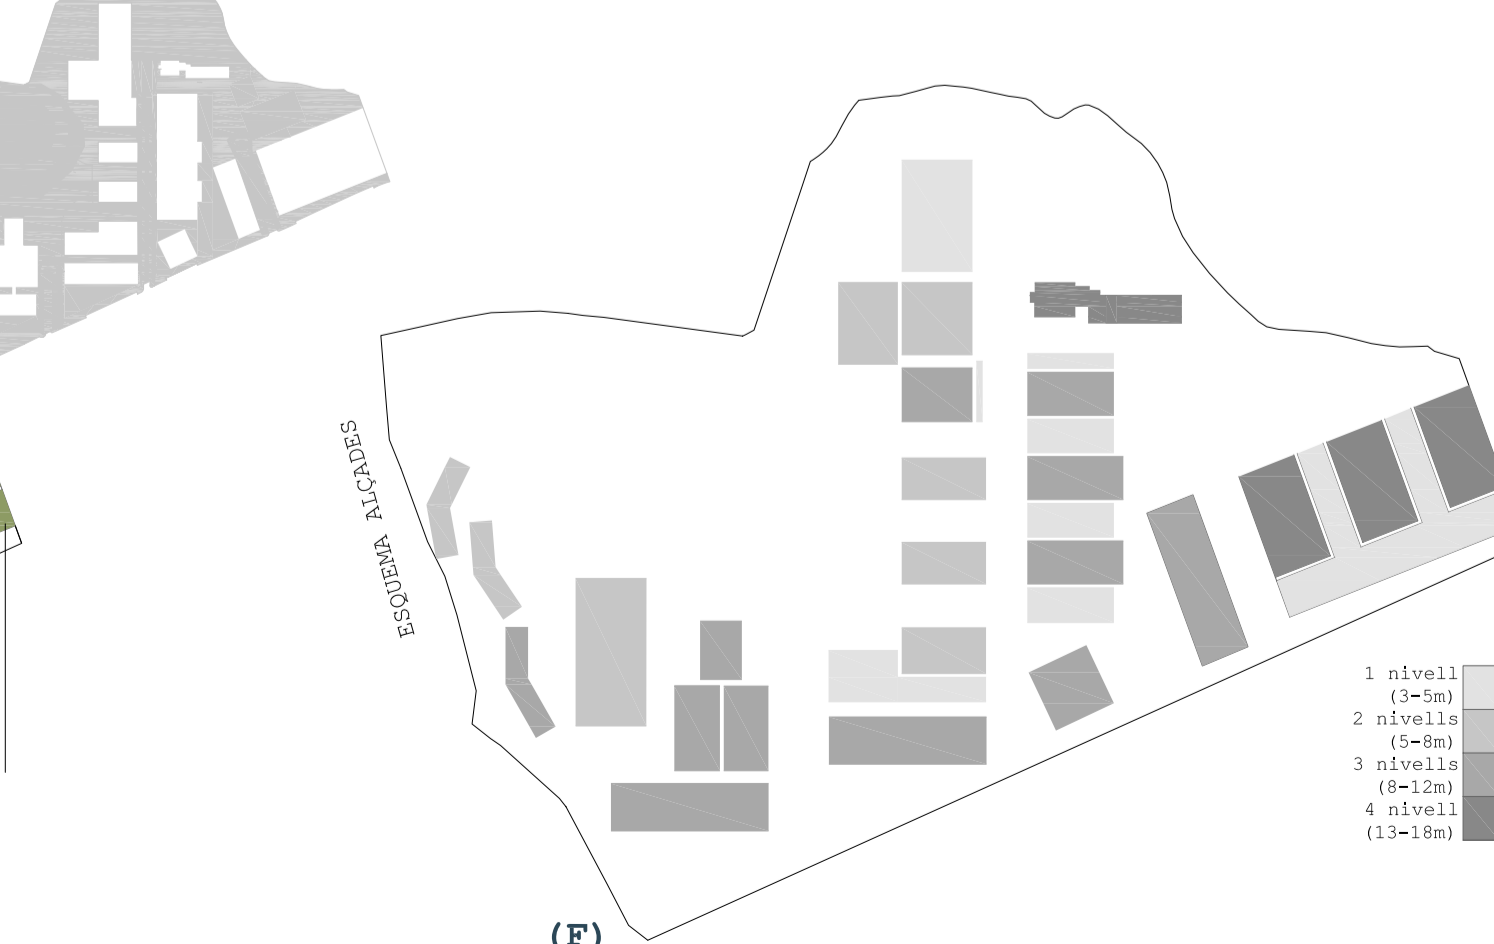 ESQUEMA ALÇADES
1 nivell
(3-5m)
2 nivells
(5-8m)
3 nivells
(8-12m)
4 nivell
(13-18m)
(F)